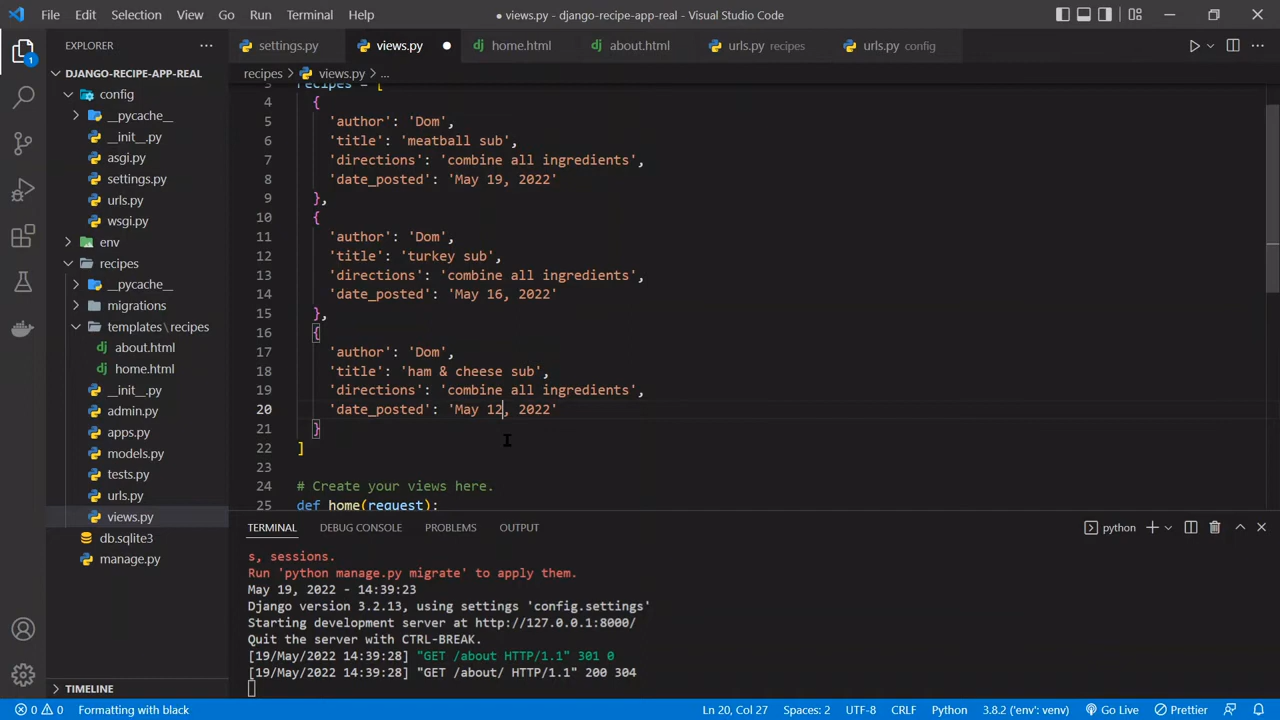 File Edit Selection View Go Run Terminal Help
● views.py - django-recipe-app-real - Visual Studio Code
EXPLORER
settings.py
views.py
home.html
about.html
urls.py recipes
urls.py config
DJANGO-RECIPE-APP-REAL
config
__pycache__
__init__.py
asgi.py
settings.py
urls.py
wsgi.py
env
recipes
__pycache__
migrations
templates\recipes
about.html
home.html
__init__.py
admin.py
apps.py
models.py
tests.py
urls.py
views.py
db.sqlite3
manage.py
TIMELINE
1
recipes > views.py > ...
3 recipes = [
4 {
5 'author': 'Dom',
6 'title': 'meatball sub',
7 'directions': 'combine all ingredients',
8 'date_posted': 'May 19, 2022'
9 },
10 {
11 'author': 'Dom',
12 'title': 'turkey sub',
13 'directions': 'combine all ingredients',
14 'date_posted': 'May 16, 2022'
15 },
16 {
17 'author': 'Dom',
18 'title': 'ham & cheese sub',
19 'directions': 'combine all ingredients',
20 'date_posted': 'May 12, 2022'
21 }
22 ]
23
24 # Create your views here.
25 def home(request):
TERMINAL DEBUG CONSOLE PROBLEMS OUTPUT
python
s, sessions.
Run 'python manage.py migrate' to apply them.
May 19, 2022 - 14:39:23
Django version 3.2.13, using settings 'config.settings'
Starting development server at http://127.0.0.1:8000/
Quit the server with CTRL-BREAK.
[19/May/2022 14:39:28] "GET /about HTTP/1.1" 301 0
[19/May/2022 14:39:28] "GET /about/ HTTP/1.1" 200 304
0 0 Formatting with black
Ln 20, Col 27 Spaces: 2 UTF-8 CRLF Python 3.8.2 ('env': venv) Go Live Prettier